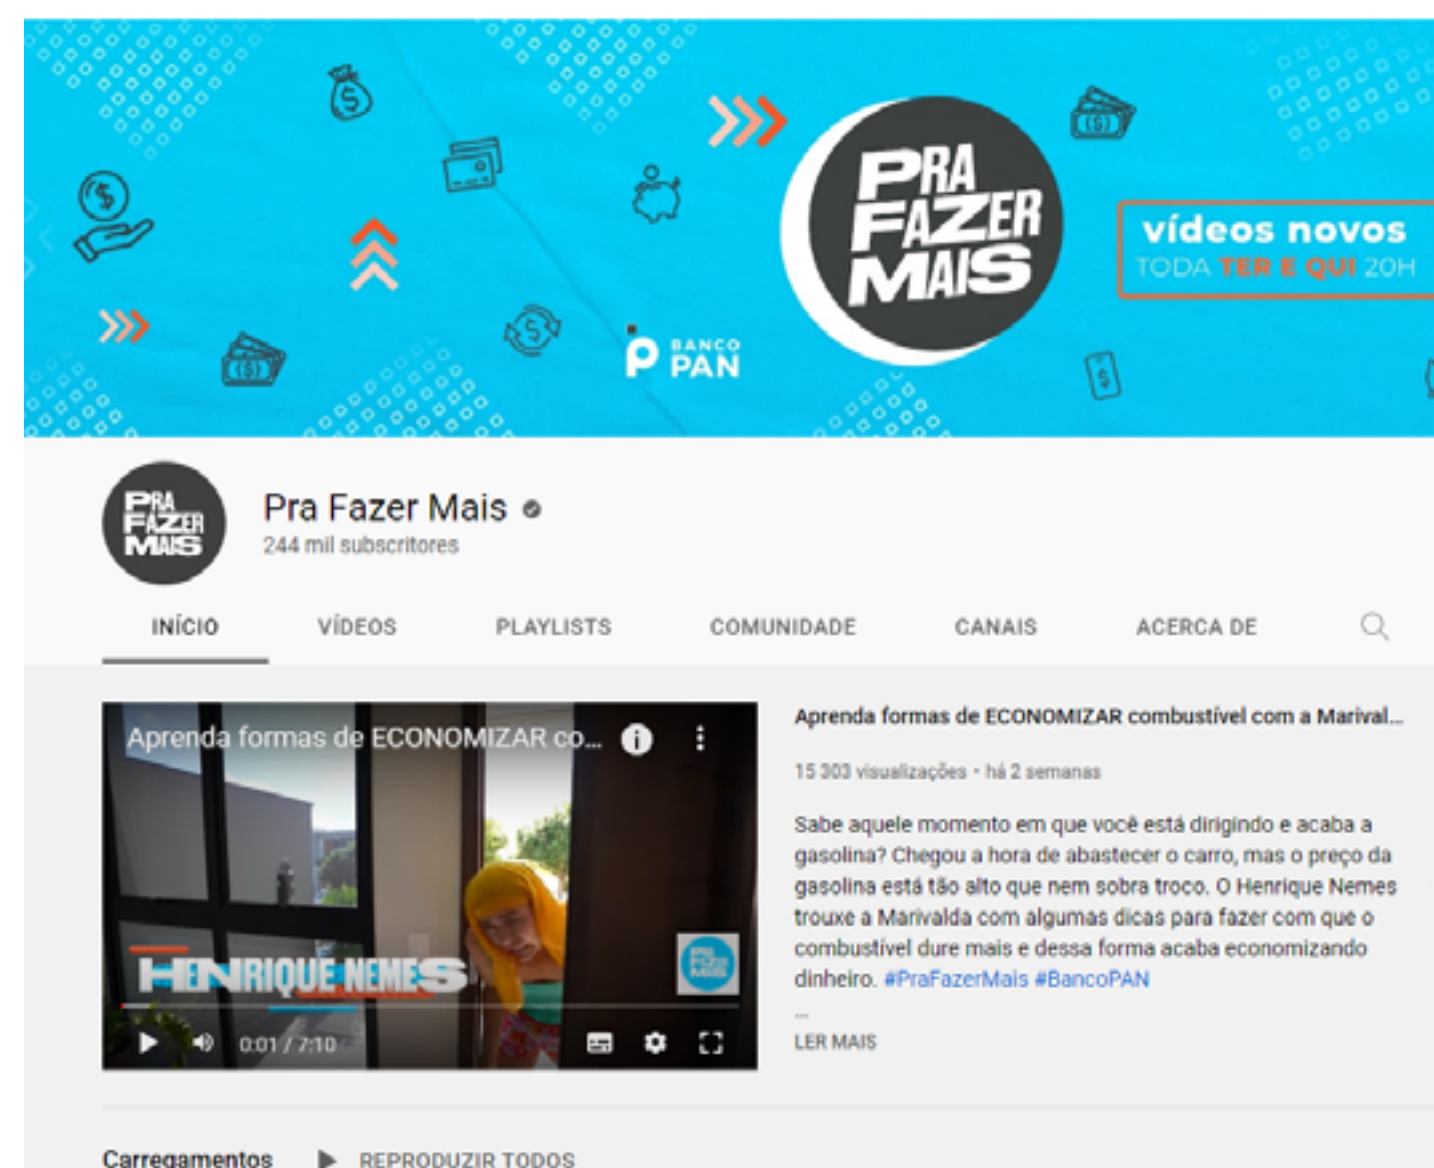 PRA
FAZER
MAIS
vídeos novos
TODA TER E QUI 20H
BANCO
PAN
PRA
FAZER
MAIS
Pra Fazer Mais
244 mil subscritores
INÍCIO VÍDEOS PLAYLISTS COMUNIDADE CANAIS ACERCA DE
Aprenda formas de ECONOMIZAR co...
HENRIQUE NEMES
PRA
FAZER
MAIS
0:01 / 7:10
Aprenda formas de ECONOMIZAR combustível com a Marival...
15 303 visualizações • há 2 semanas
Sabe aquele momento em que você está dirigindo e acaba a
gasolina? Chegou a hora de abastecer o carro, mas o preço da
gasolina está tão alto que nem sobra troco. O Henrique Nemes
trouxe a Marivalda com algumas dicas para fazer com que o
combustível dure mais e dessa forma acaba economizando
dinheiro. #PraFazerMais #BancoPAN
...
LER MAIS
Carregamentos REPRODUZIR TODOS